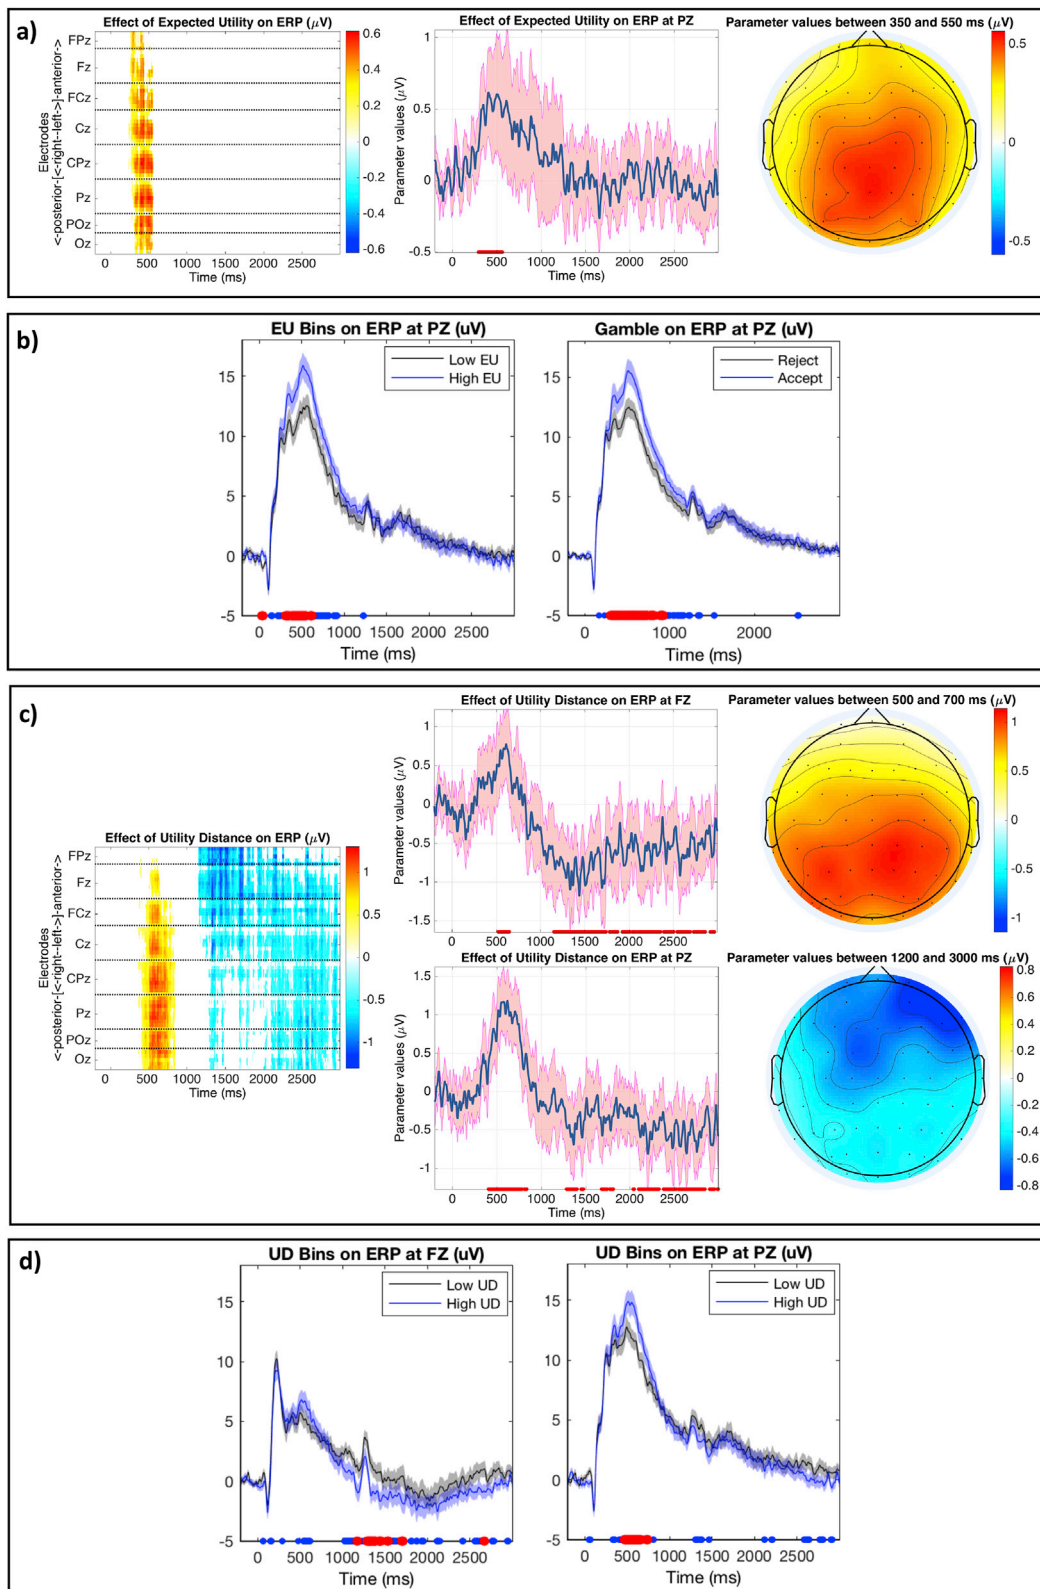 a)
Effect of Expected Utility on ERP (μV)
FPz
Fz
FCz
Cz
CPz
Pz
POz
Oz
Electrodes
<-posterior-[<-right--left->]-anterior->
0 500 1000 1500 2000 2500
Time (ms)
0.6
0.4
0.2
0
-0.2
-0.4
-0.6
Effect of Expected Utility on ERP at PZ
Parameter values (μV)
1
0.5
0
-0.5
0 500 1000 1500 2000 2500
Time (ms)
Parameter values between 350 and 550 ms (μV)
0.5
0
-0.5
b)
EU Bins on ERP at PZ (uV)
Low EU
High EU
15
10
5
0
-5
0 500 1000 1500 2000 2500
Time (ms)
Gamble on ERP at PZ (uV)
Reject
Accept
15
10
5
0
-5
0 1000 2000
Time (ms)
c)
Effect of Utility Distance on ERP (μV)
FPz
Fz
FCz
Cz
CPz
Pz
POz
Oz
Electrodes
<-posterior-[<-right--left->]-anterior->
0 500 1000 1500 2000 2500
Time (ms)
1
0.5
0
-0.5
-1
Effect of Utility Distance on ERP at FZ
Parameter values (μV)
1
0.5
0
-0.5
-1
-1.5
0 500 1000 1500 2000 2500
Time (ms)
Parameter values between 500 and 700 ms (μV)
1
0.5
0
-0.5
-1
Effect of Utility Distance on ERP at PZ
Parameter values (μV)
1.5
1
0.5
0
-0.5
-1
0 500 1000 1500 2000 2500
Time (ms)
Parameter values between 1200 and 3000 ms (μV)
0.8
0.6
0.4
0.2
0
-0.2
-0.4
-0.6
-0.8
d)
UD Bins on ERP at FZ (uV)
Low UD
High UD
15
10
5
0
-5
0 500 1000 1500 2000 2500
Time (ms)
UD Bins on ERP at PZ (uV)
Low UD
High UD
15
10
5
0
-5
0 500 1000 1500 2000 2500
Time (ms)